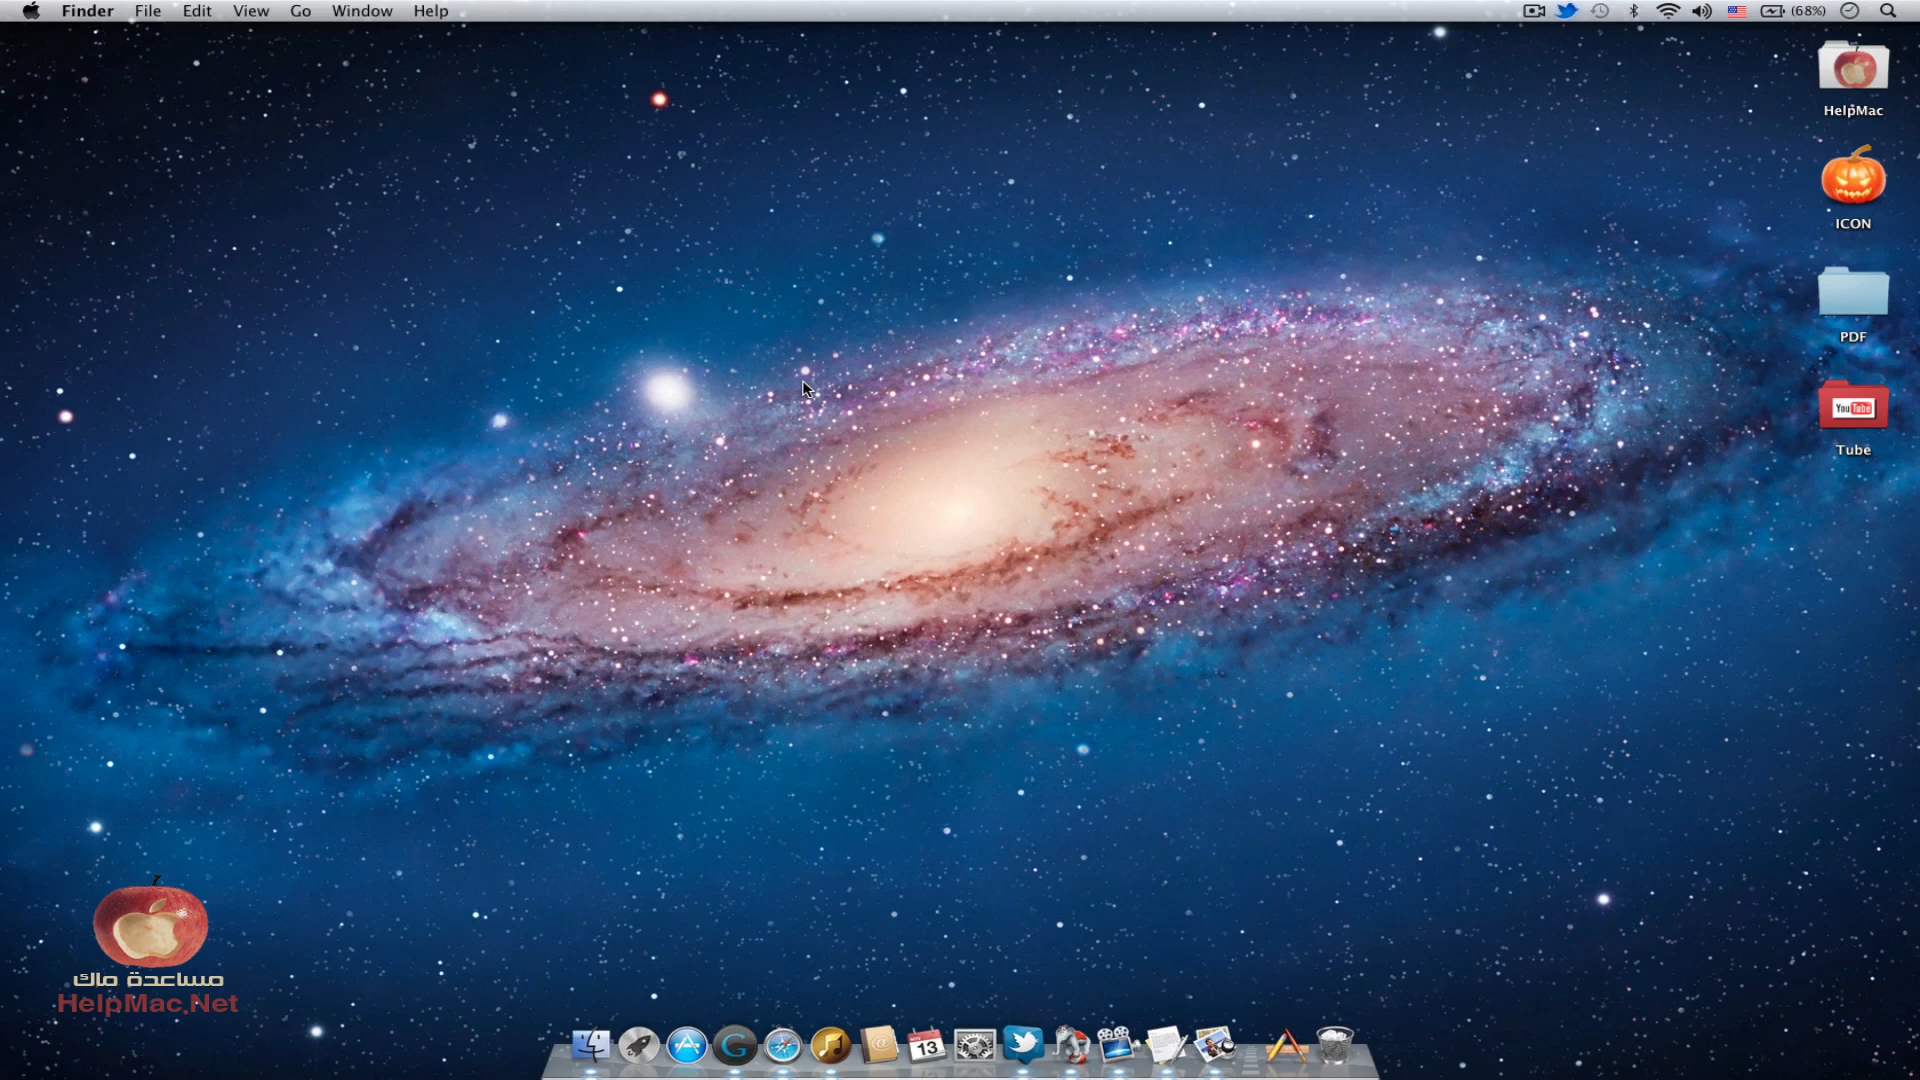 Finder File Edit View Go Window Help (68%)
HelpMac
ICON
PDF
You Tube
Tube
مساعدة ماك
HelpMac.Net
NOV
13